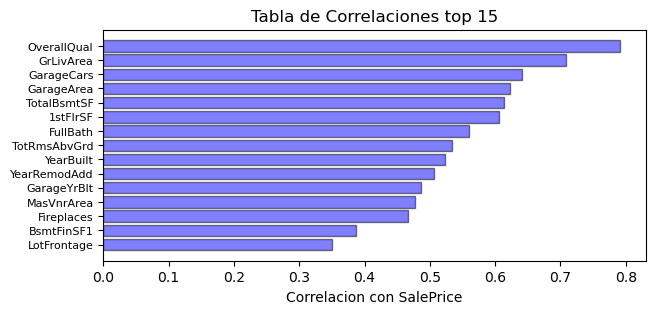 Tabla de Correlaciones top 15
OverallQual
GrLivArea
GarageCars
GarageArea
TotalBsmtSF
1stFlrSF
FullBath
TotRmsAbvGrd
YearBuilt
YearRemodAdd
GarageYrBlt
MasVnrArea
Fireplaces
BsmtFinSF1
LotFrontage
0.0 0.1 0.2 0.3 0.4 0.5 0.6 0.7 0.8
Correlacion con SalePrice